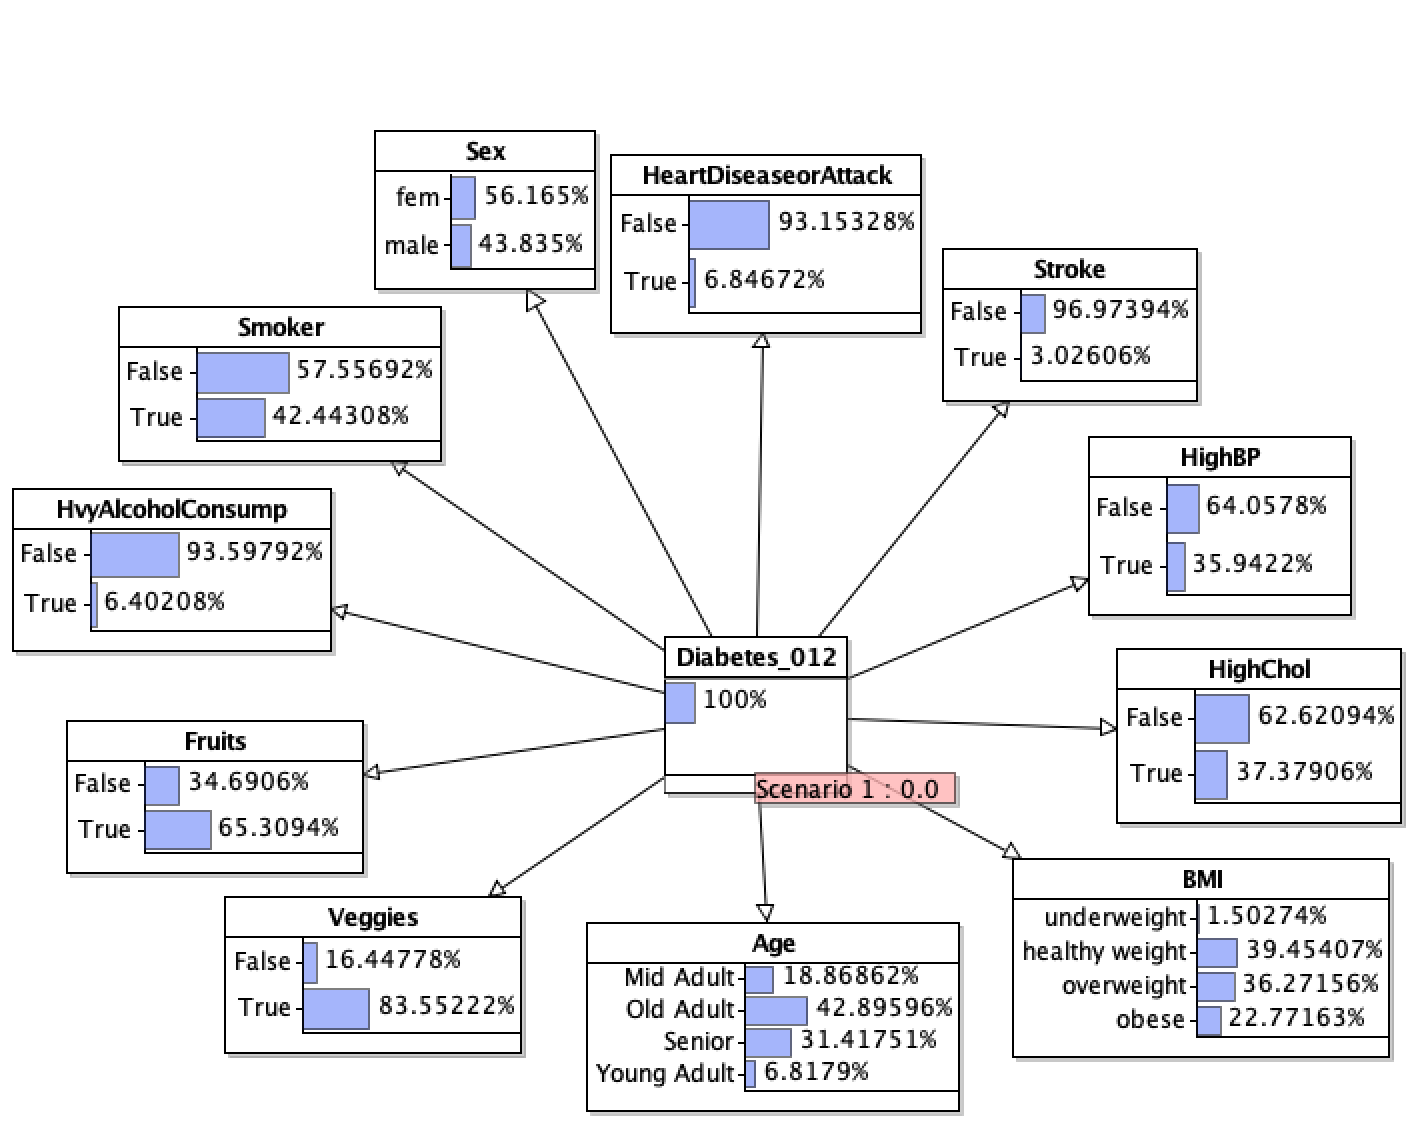 Sex
fem 56.165%
male 43.835%
HeartDiseaseorAttack
False 93.15328%
True 6.84672%
Stroke
False 96.97394%
True 3.02606%
Smoker
False 57.55692%
True 42.44308%
HighBP
False 64.0578%
True 35.9422%
HvyAlcoholConsump
False 93.59792%
True 6.40208%
Diabetes_012
100%
Scenario 1 : 0.0
HighChol
False 62.62094%
True 37.37906%
Fruits
False 34.6906%
True 65.3094%
Veggies
False 16.44778%
True 83.55222%
Age
Mid Adult 18.86862%
Old Adult 42.89596%
Senior 31.41751%
Young Adult 6.8179%
BMI
underweight 1.50274%
healthy weight 39.45407%
overweight 36.27156%
obese 22.77163%